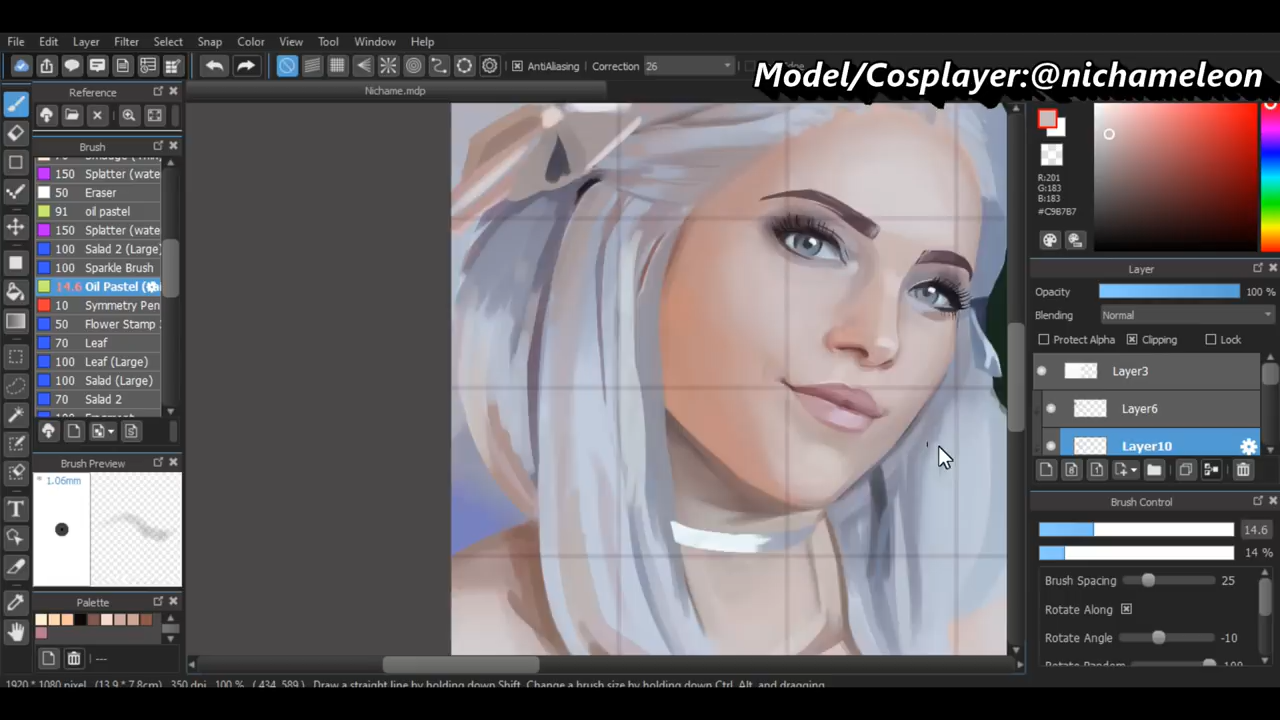 File Edit Layer Filter Select Snap Color View Tool Window Help
AntiAliasing Correction 26
Model/Cosplayer:@nichameleon
Reference
Nichame.mdp
Brush
150 Splatter (wate
50 Eraser
91 oil pastel
150 Splatter (wate
100 Salad 2 (Large)
100 Sparkle Brush
14.6 Oil Pastel (
10 Symmetry Pen
50 Flower Stamp
70 Leaf
100 Leaf (Large)
100 Salad (Large)
70 Salad 2
Brush Preview
* 1.06mm
Palette
---
R:201
G:183
B:183
#C9B7B7
Layer
Opacity 100 %
Blending Normal
Protect Alpha Clipping Lock
Layer3
Layer6
Layer10
Brush Control
14.6
14 %
Brush Spacing 25
Rotate Along
Rotate Angle -10
Rotate Random 100
1920 * 1080 pixel (13.9 * 7.8cm) 350 dpi 100 % ( 434, 589 ) Draw a straight line by holding down Shift, Change a brush size by holding down Ctrl, Alt, and dragging